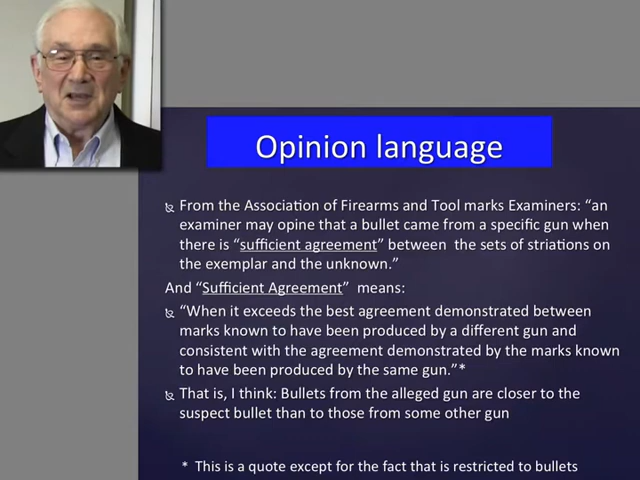 Opinion language
From the Association of Firearms and Tool marks Examiners: “an
examiner may opine that a bullet came from a specific gun when
there is “sufficient agreement” between the sets of striations on
the exemplar and the unknown.”
And “Sufficient Agreement” means:
“When it exceeds the best agreement demonstrated between
marks known to have been produced by a different gun and
consistent with the agreement demonstrated by the marks known
to have been produced by the same gun.”*
That is, I think: Bullets from the alleged gun are closer to the
suspect bullet than to those from some other gun
* This is a quote except for the fact that is restricted to bullets